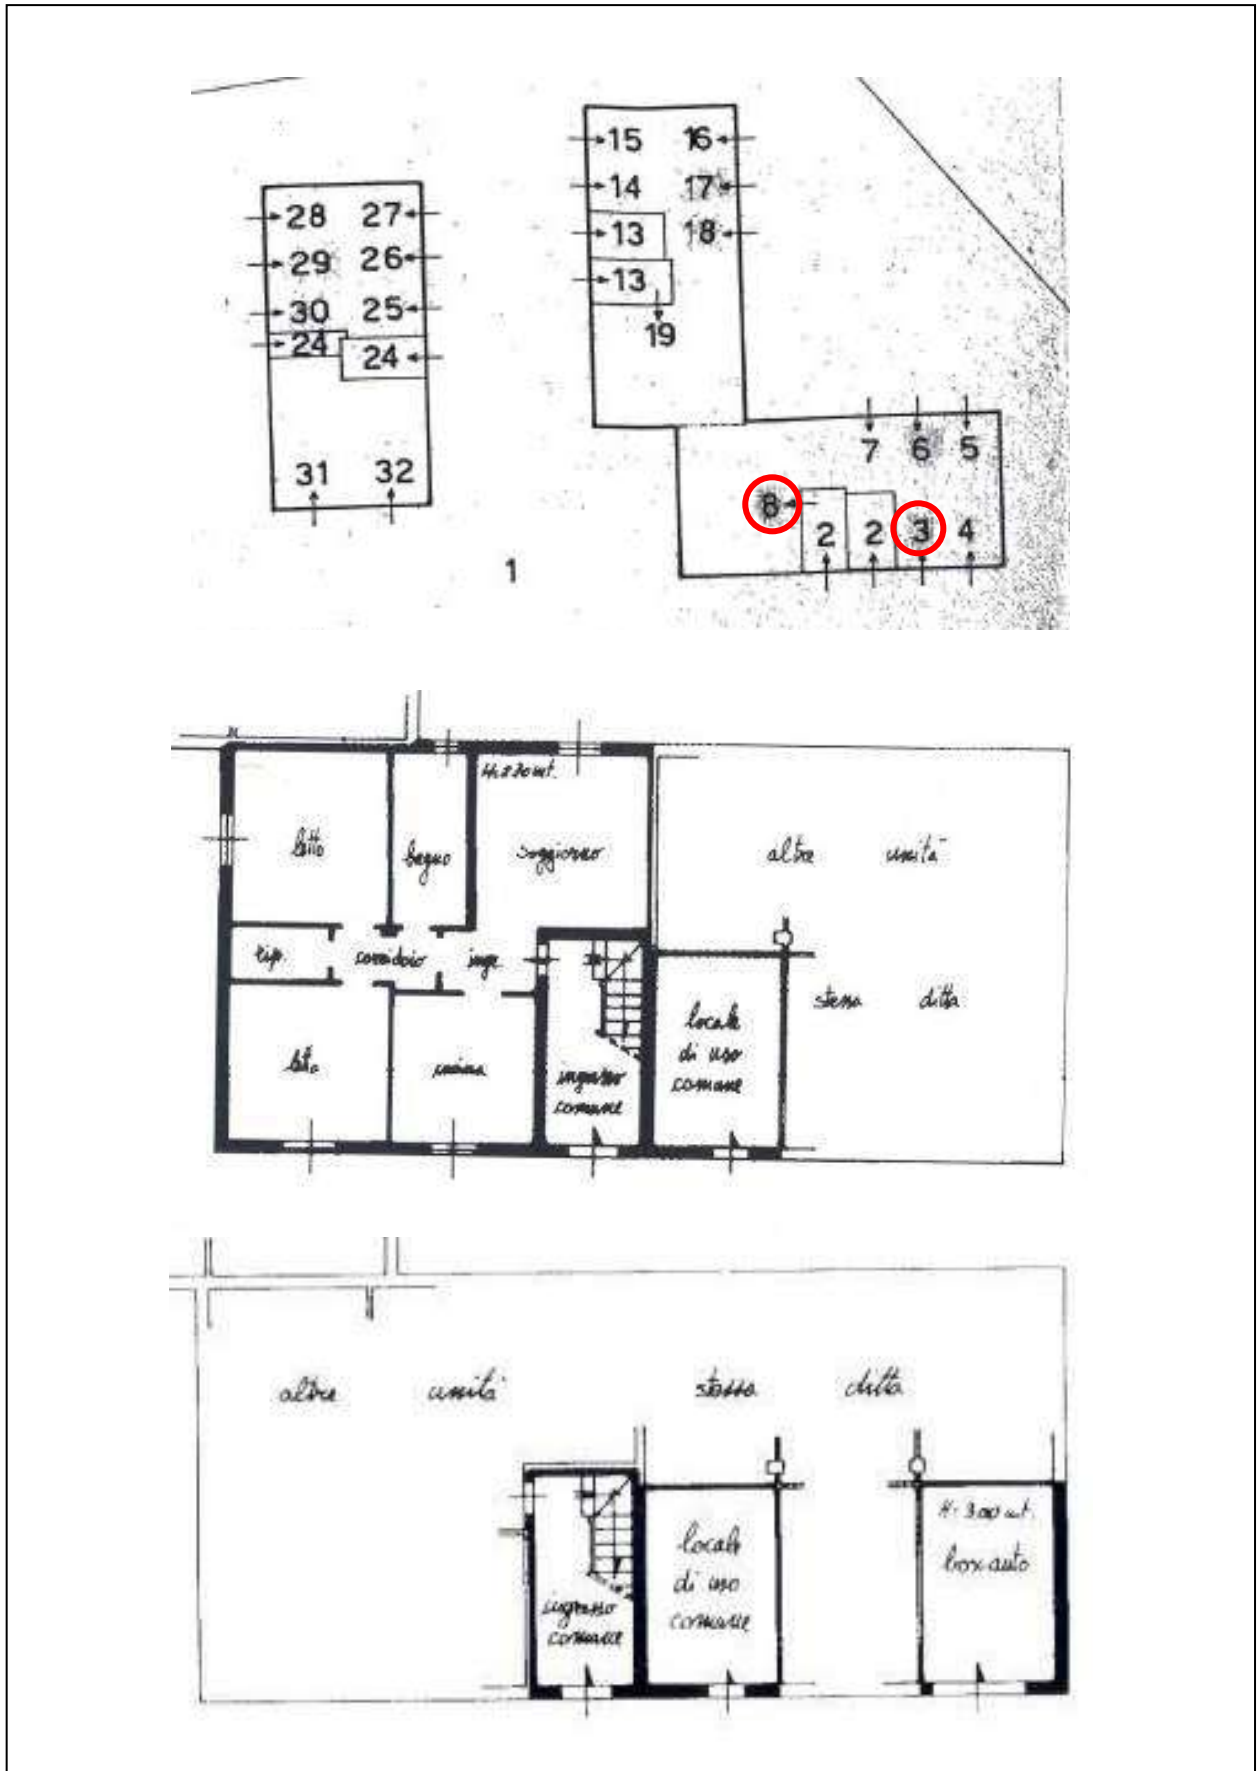 15 16
14 17
28 27
13 18
29 26
13
30 25
19
24
24
7 6 5
31 32
8
2 2 3 4
1
letto
bagno
soggiorno
altre unità
rip.
corridoio
ingr.
stessa ditta
letto
cucina
ingresso
comune
locale
di uso
comune
altre unità stessa ditta
H: 3.00 mt.
box auto
locale
di uso
comune
ingresso
comune